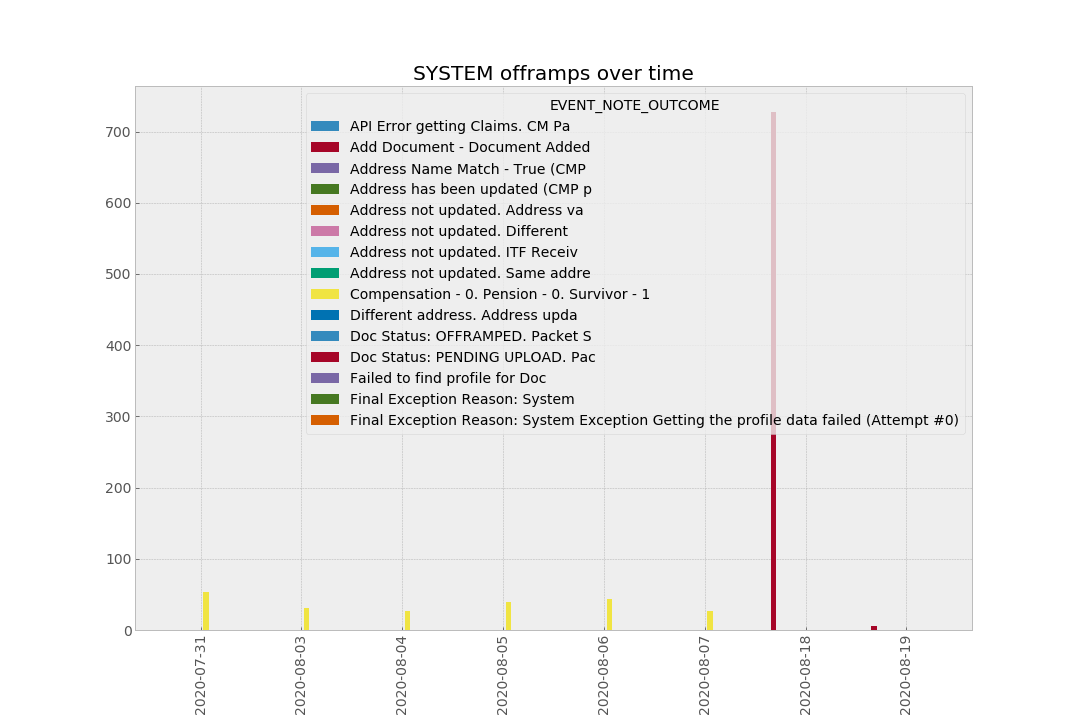 SYSTEM offramps over time
EVENT_NOTE_OUTCOME
API Error getting Claims. CM Pa
Add Document - Document Added
Address Name Match - True (CMP
Address has been updated (CMP p
Address not updated. Address va
Address not updated. Different
Address not updated. ITF Receiv
Address not updated. Same addre
Compensation - 0. Pension - 0. Survivor - 1
Different address. Address upda
Doc Status: OFFRAMPED. Packet S
Doc Status: PENDING UPLOAD. Pac
Failed to find profile for Doc
Final Exception Reason: System
Final Exception Reason: System Exception Getting the profile data failed (Attempt #0)
700
600
500
400
300
200
100
0
2020-07-31
2020-08-03
2020-08-04
2020-08-05
2020-08-06
2020-08-07
2020-08-18
2020-08-19